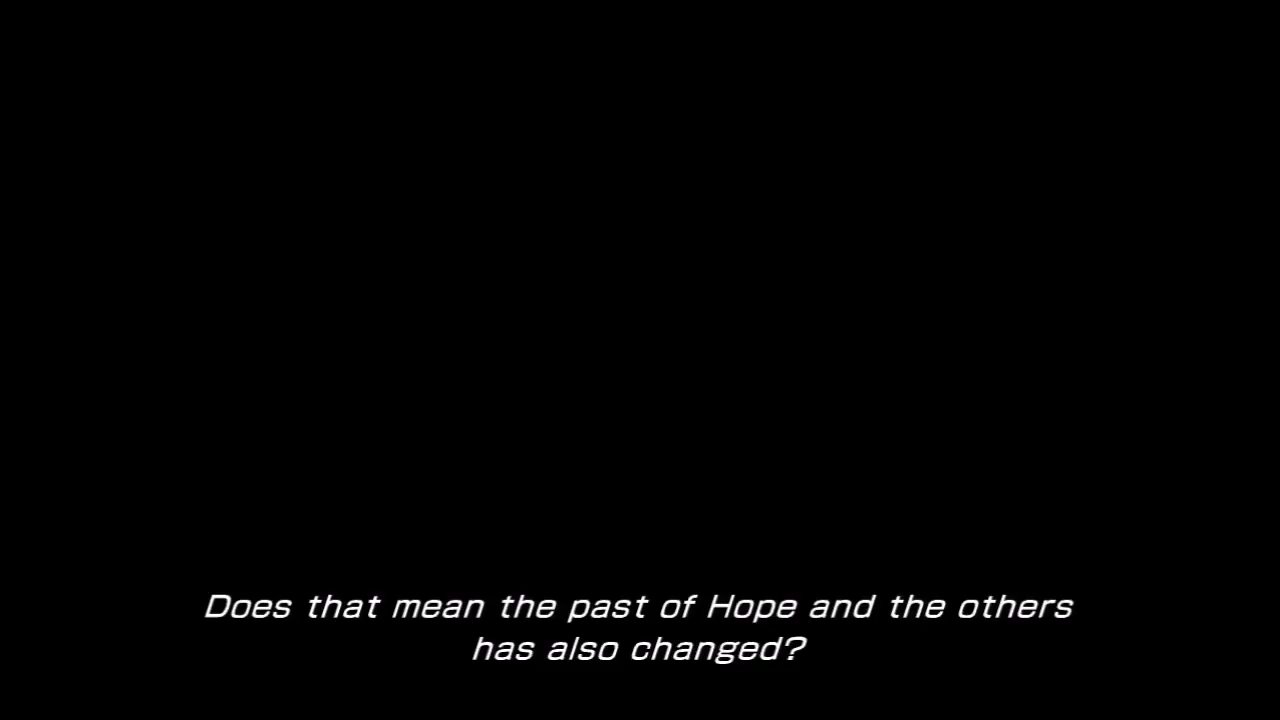 Does that mean the past of Hope and the others
has also changed?